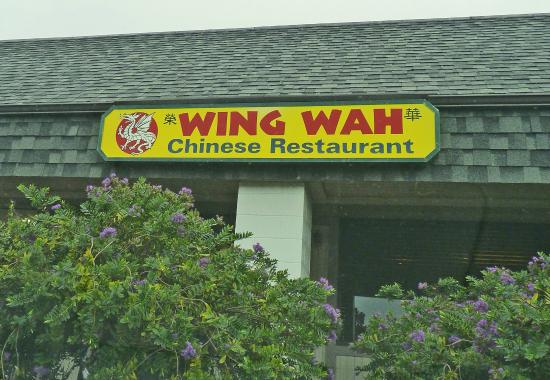 榮 WING WAH 華
Chinese Restaurant